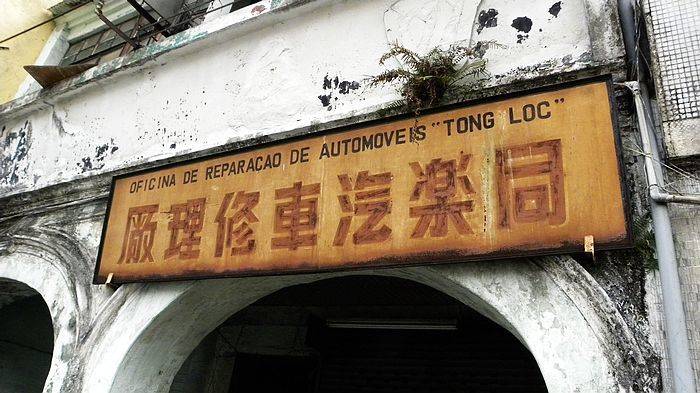 OFICINA DE REPARACAO DE AUTOMOVEIS "TONG LOC"
同樂汽車修理廠